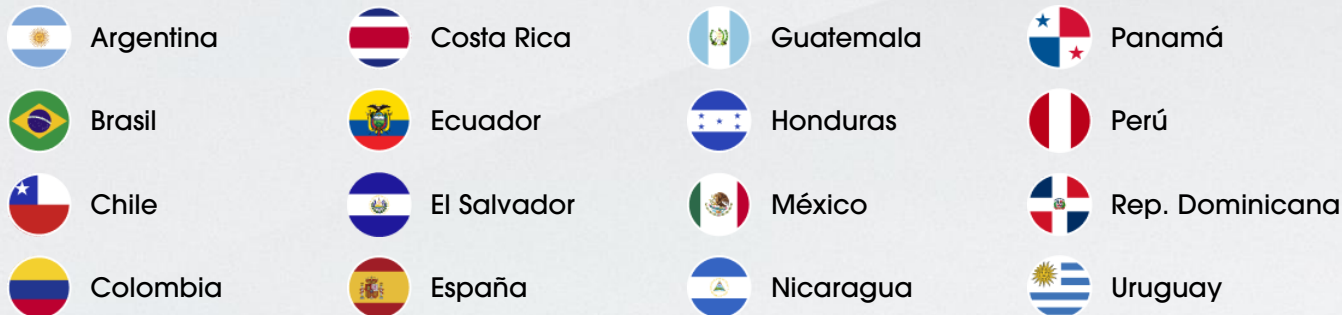 Argentina
Costa Rica
Guatemala
Panamá
Brasil
Ecuador
Honduras
Perú
Chile
El Salvador
México
Rep. Dominicana
Colombia
España
Nicaragua
Uruguay